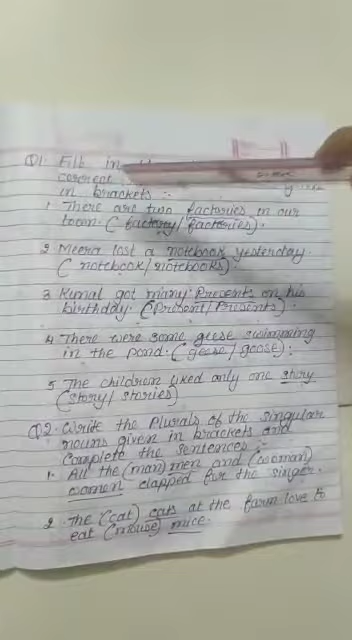 Q1. Fill in
correct
in brackets :- given
1. There are two factories in our
town. (factory/factories).
2. Meera lost a notebook yesterday.
(notebook/notebooks).
3. Kunal got many Presents on his
birthday. (Present/Presents).
4. There were some geese swimming
in the pond. (geese/goose).
5. The children liked only one story
(story/stories)
Q2. Write the Plurals of the singular
nouns given in brackets and
Complete the sentences :-
1. All the (man) men and (woman)
women clapped for the singer.
2. The (cat) cats at the farm love to
eat (mouse) mice.